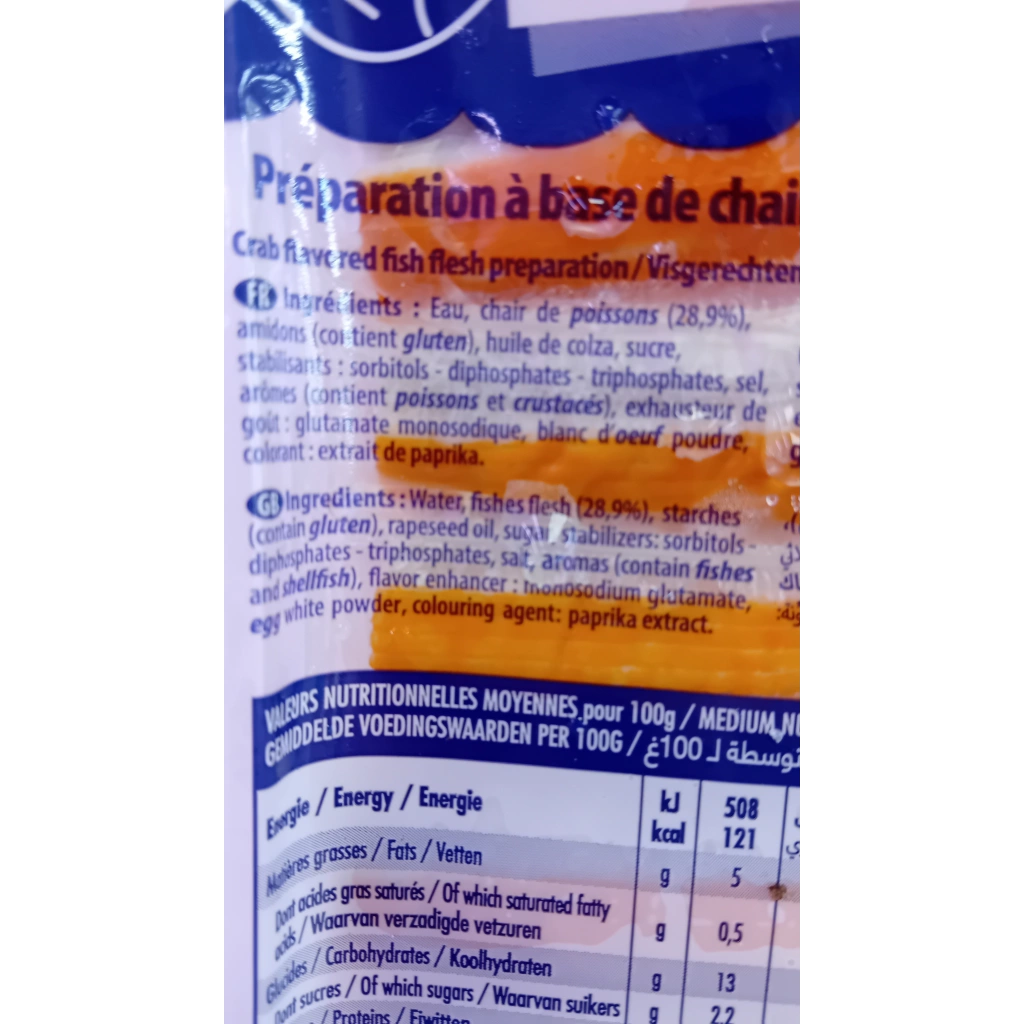 Préparation à base de chai
Crab flavored fish flesh preparation / Visgerechten
FR Ingrédients : Eau, chair de poissons (28,9%),
amidons (contient gluten), huile de colza, sucre,
stabilisants : sorbitols - diphosphates - triphosphates, sel,
arômes (contient poissons et crustacés), exhausteur de
goût : glutamate monosodique, blanc d'oeuf poudre,
colorant : extrait de paprika.
GB Ingredients : Water, fishes flesh (28,9%), starches
(contain gluten), rapeseed oil, sugar, stabilizers: sorbitols -
diphosphates - triphosphates, salt, aromas (contain fishes
and shellfish), flavor enhancer : monosodium glutamate,
egg white powder, colouring agent: paprika extract.
VALEURS NUTRITIONNELLES MOYENNES pour 100g / MEDIUM
GEMIDDELDE VOEDINGSWAARDEN PER 100G / توسطة لـ 100غ
Energie / Energy / Energie kJ 508
kcal 121
Matières grasses / Fats / Vetten g 5
Dont acides gras saturés / Of which saturated fatty
acids / Waarvan verzadigde vetzuren g 0,5
Glucides / Carbohydrates / Koolhydraten g 13
Dont sucres / Of which sugars / Waarvan suikers g 2,2
/ Proteins / Eiwitten